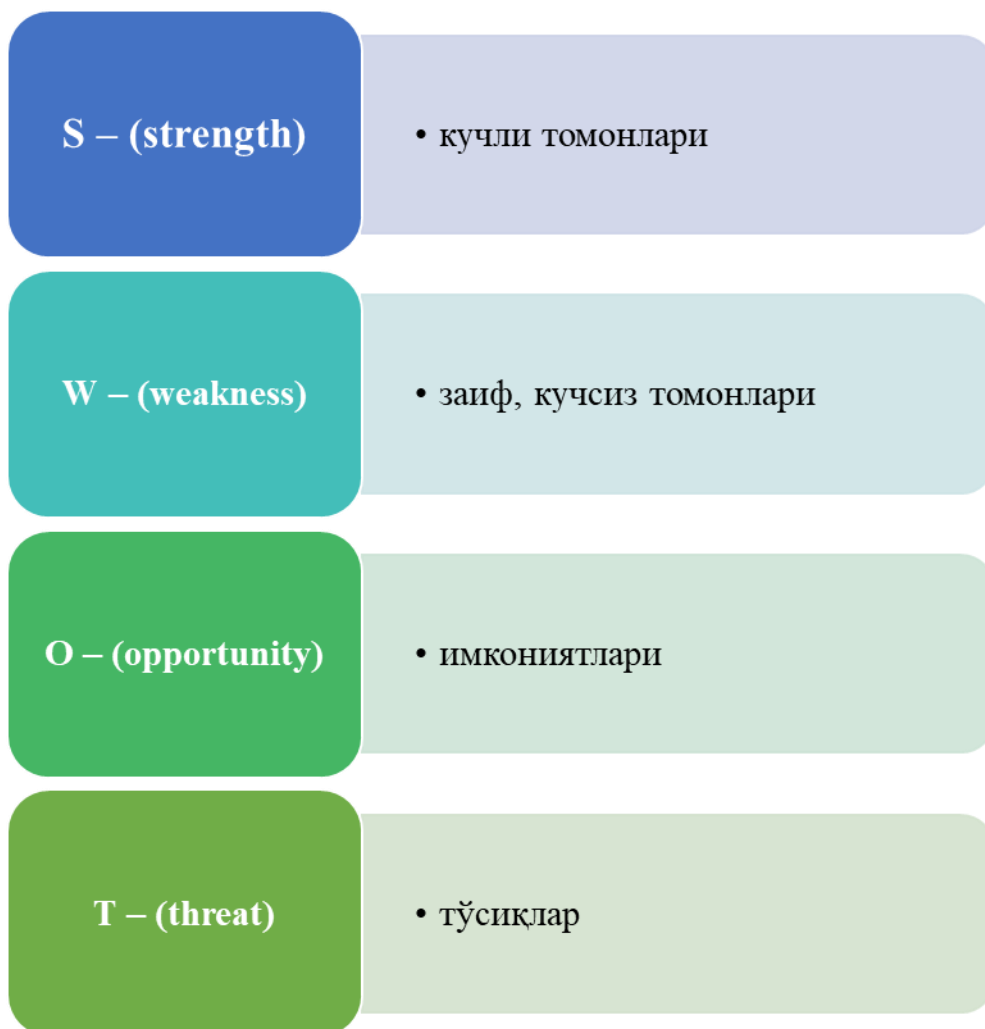 S – (strength)
• кучли томонлари
W – (weakness)
• заиф, кучсиз томонлари
O – (opportunity)
• имкониятлари
T – (threat)
• тўсиқлар